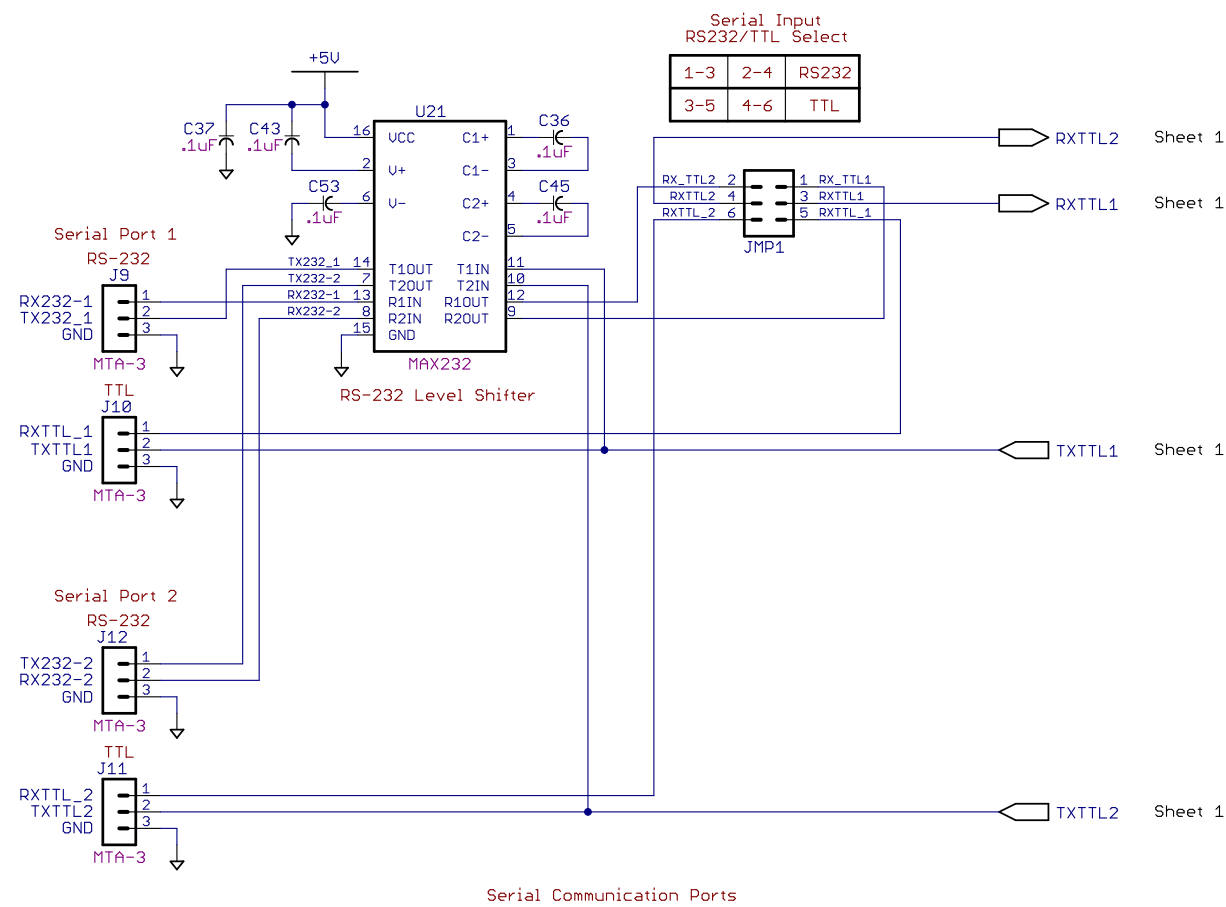 Serial Input
RS232/TTL Select
1-3 2-4 RS232
3-5 4-6 TTL
+5V
C37
.1uF
C43
.1uF
C53
.1uF
U21
16 VCC
2 V+
6 V-
14 T1OUT
7 T2OUT
13 R1IN
8 R2IN
15 GND
C1+ 1
C1- 3
C2+ 4
C2- 5
T1IN 11
T2IN 10
R1OUT 12
R2OUT 9
MAX232
RS-232 Level Shifter
C36
.1uF
C45
.1uF
TX232_1
TX232-2
RX232-1
RX232-2
RX_TTL2 2 1 RX_TTL1
RXTTL2 4 3 RXTTL1
RXTTL_2 6 5 RXTTL_1
JMP1
RXTTL2 Sheet 1
RXTTL1 Sheet 1
Serial Port 1
RS-232
J9
RX232-1 1
TX232_1 2
GND 3
MTA-3
TTL
J10
RXTTL_1 1
TXTTL1 2
GND 3
MTA-3
TXTTL1 Sheet 1
Serial Port 2
RS-232
J12
TX232-2 1
RX232-2 2
GND 3
MTA-3
TTL
J11
RXTTL_2 1
TXTTL2 2
GND 3
MTA-3
TXTTL2 Sheet 1
Serial Communication Ports